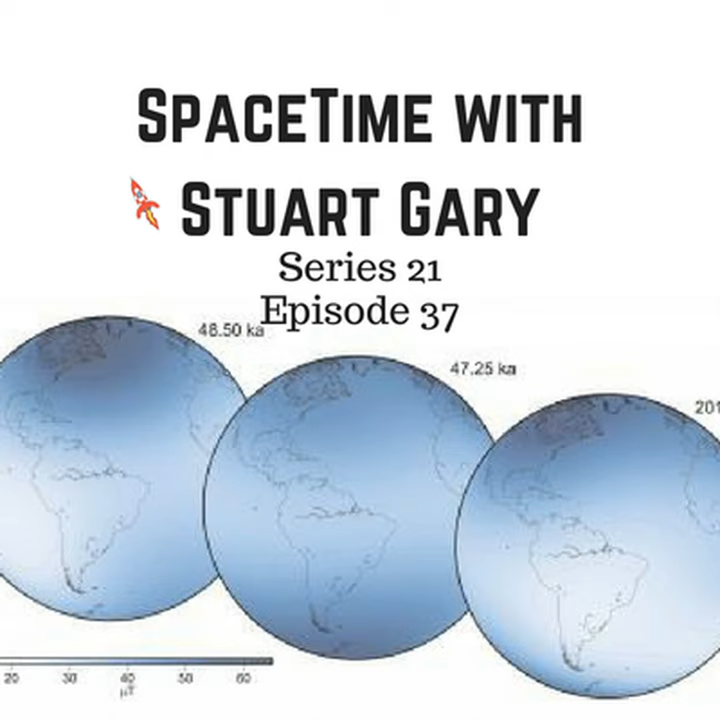 SPACETIME WITH
STUART GARY
Series 21
Episode 37
48.50 ka
47.25 ka
201
20 30 40 50 60
μT